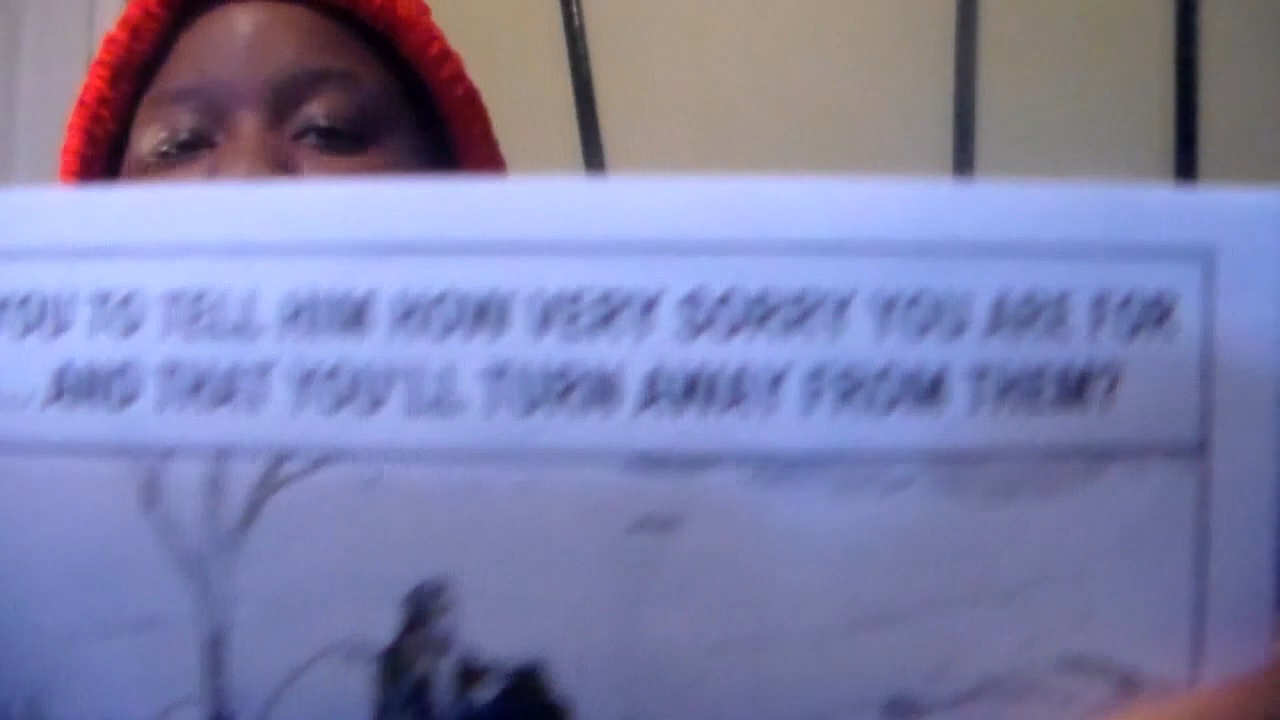 YOU TO TELL HIM HOW VERY SORRY YOU ARE FOR
... AND THAT YOU'LL TURN AWAY FROM THEM?